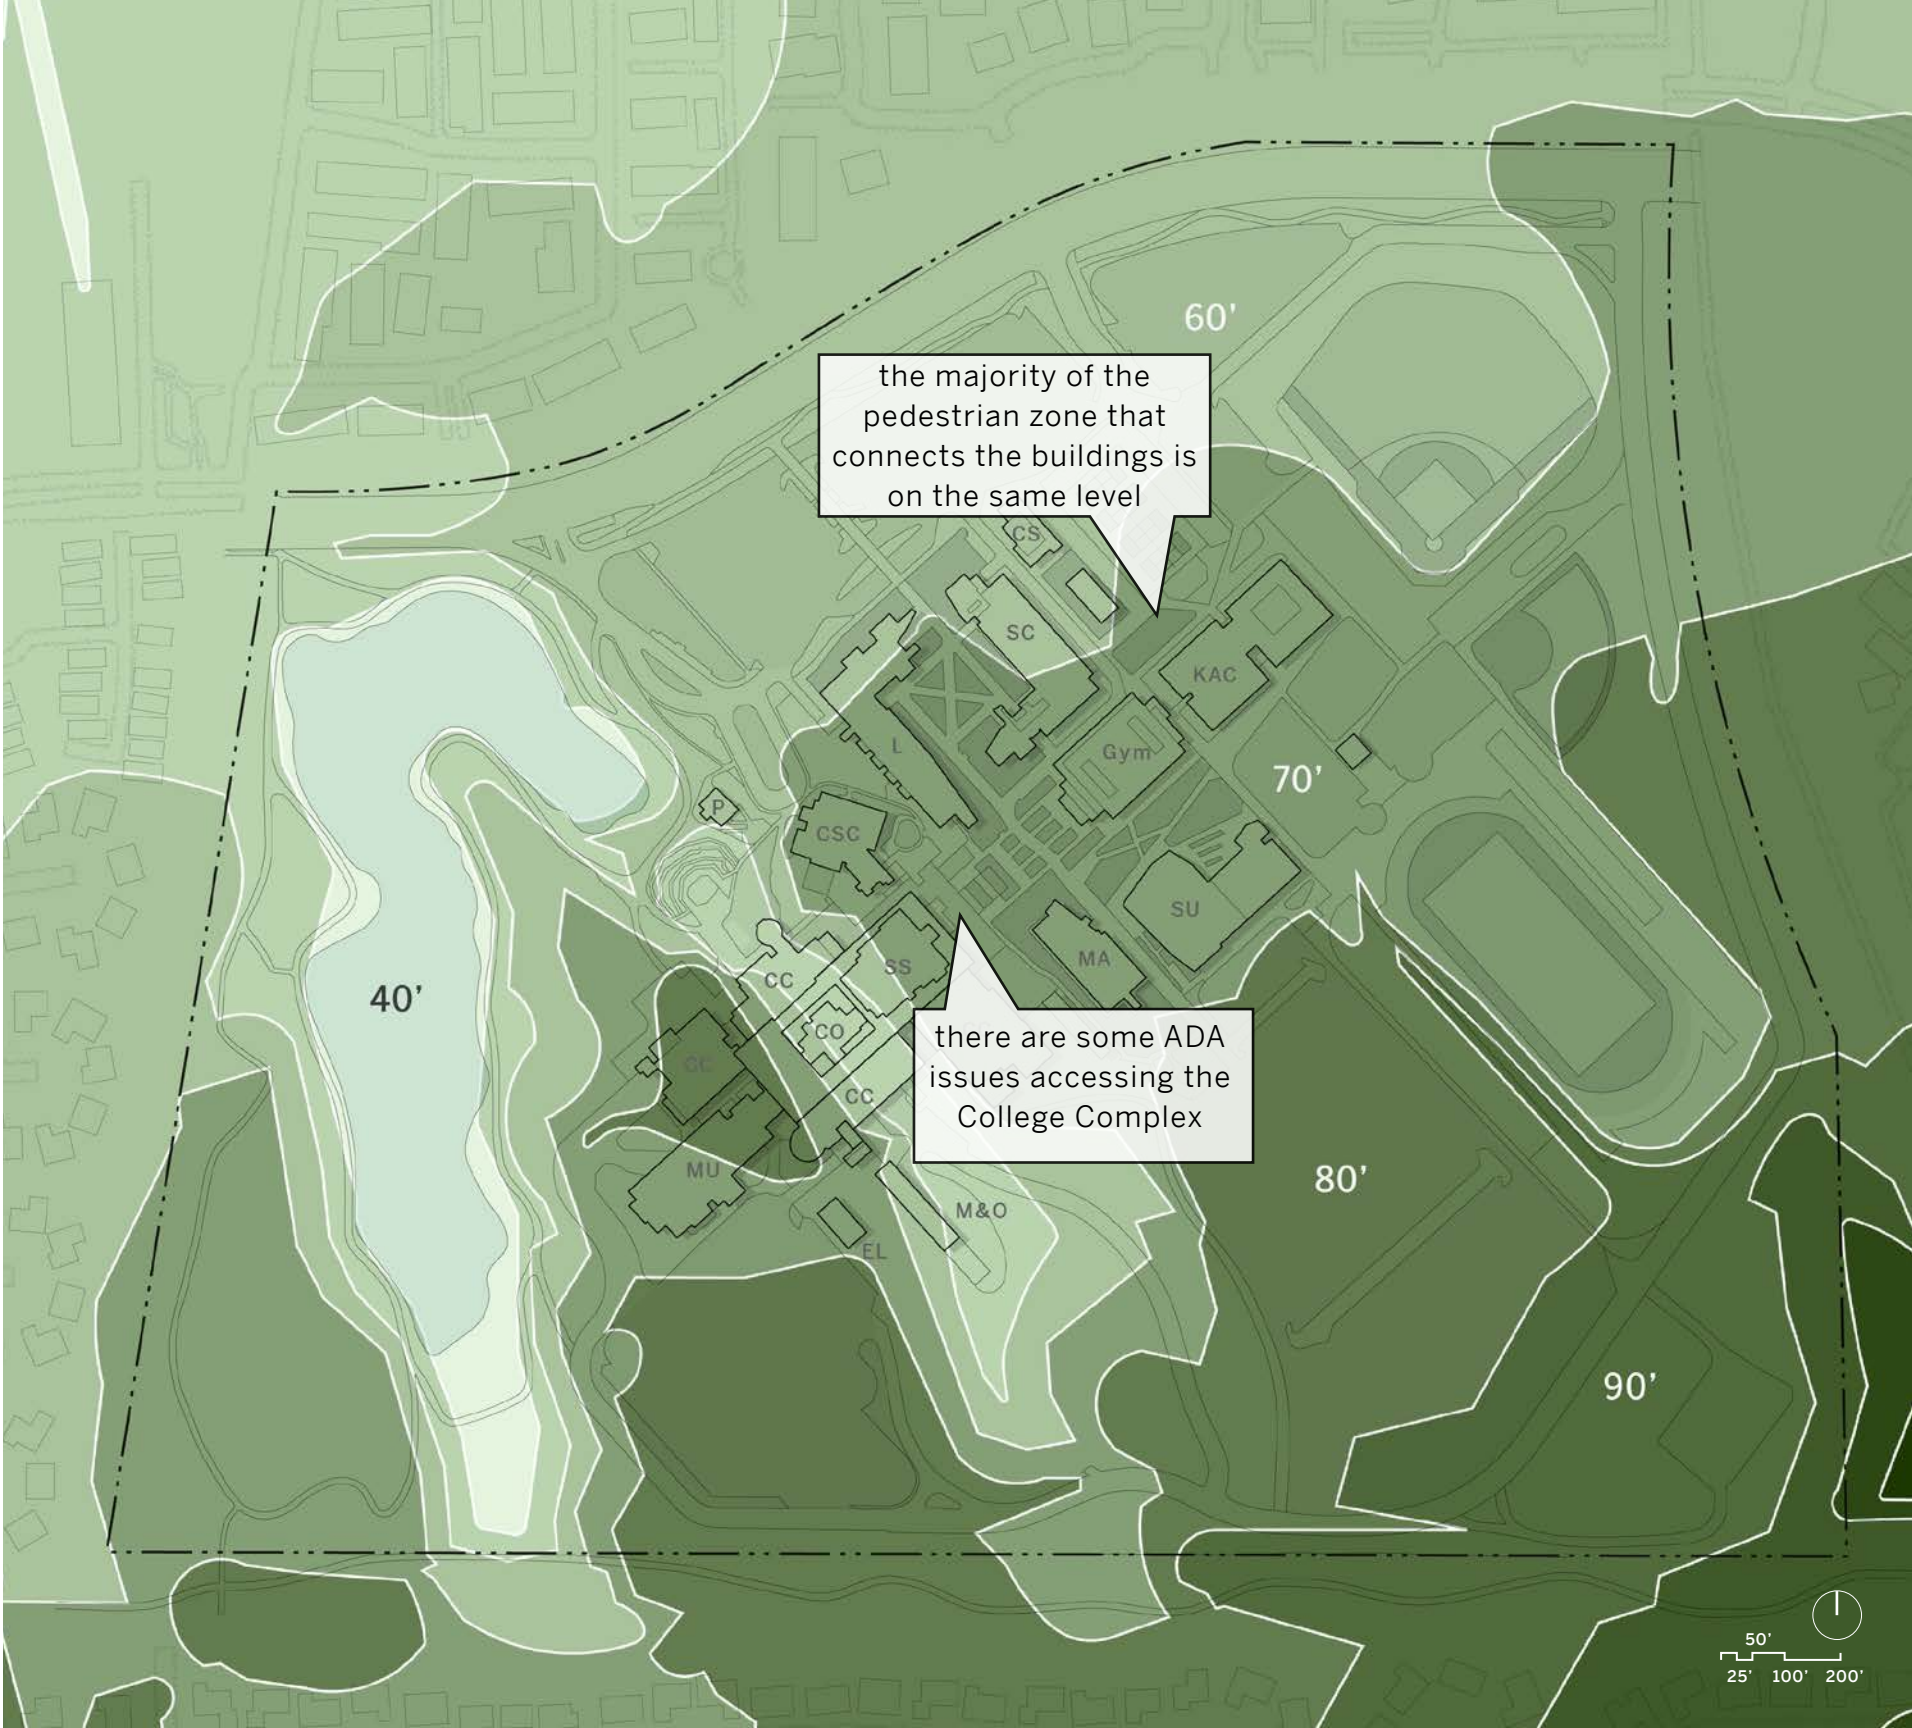 60'
the majority of the
pedestrian zone that
connects the buildings is
on the same level
CS
SC
KAC
L
Gym
70'
P
CSC
SU
SS
MA
CC
40'
CO
there are some ADA
issues accessing the
College Complex
GC
CC
MU
80'
M&O
EL
90'
50'
25' 100' 200'